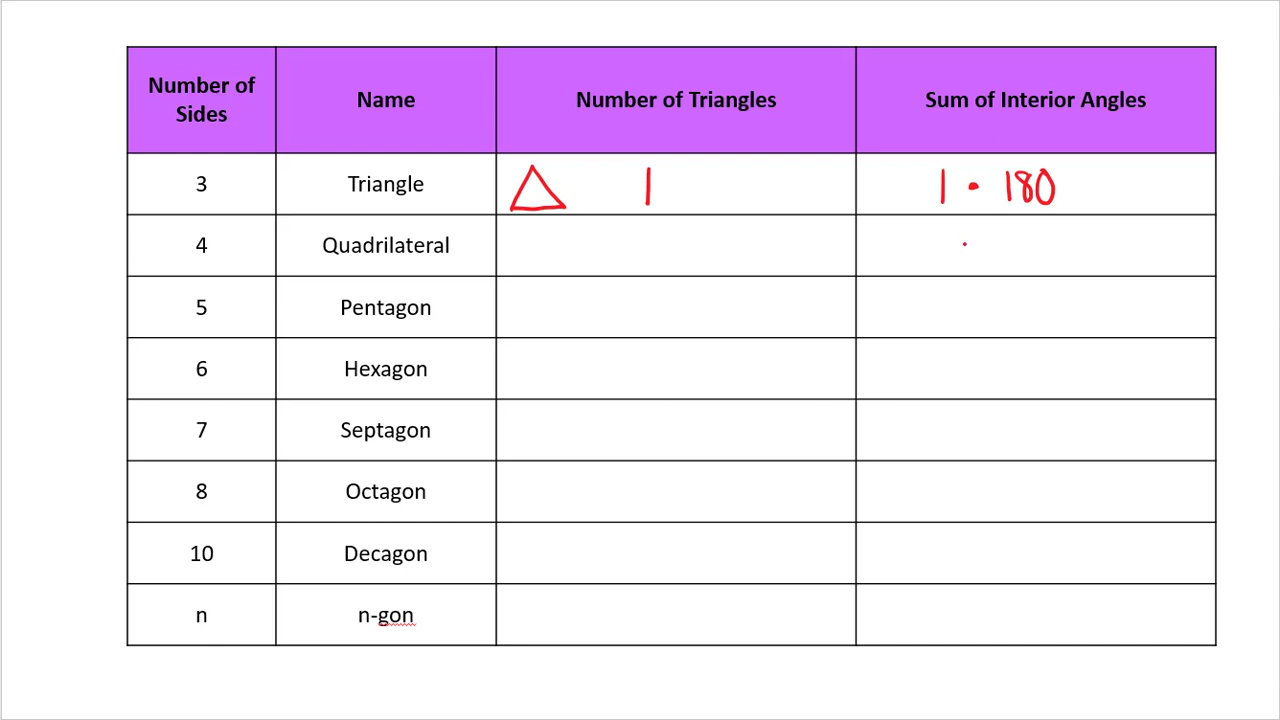 Number of Sides
Name
Number of Triangles
Sum of Interior Angles
3 Triangle 1 1 • 180
4 Quadrilateral
5 Pentagon
6 Hexagon
7 Septagon
8 Octagon
10 Decagon
n n-gon